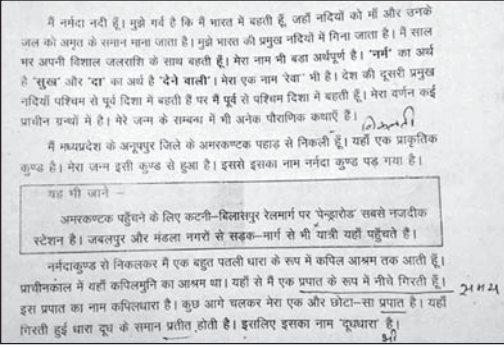 मैं नर्मदा नदी हूँ। मुझे गर्व है कि मैं भारत में बहती हूँ, जहाँ नदियों को माँ और उनके
जल को अमृत के समान माना जाता है। मुझे भारत की प्रमुख नदियों में गिना जाता है। मैं साल
भर अपनी विशाल जलराशि के साथ बहती हूँ। मेरा नाम भी बडा अर्थपूर्ण है। 'नर्म' का अर्थ
है 'सुख' और 'दा' का अर्थ है 'देने वाली'। मेरा एक नाम 'रेवा' भी है। देश की दूसरी प्रमुख
नदियाँ पश्चिम से पूर्व दिशा में बहती हैं पर मैं पूर्व से पश्चिम दिशा में बहती हूँ। मेरा वर्णन कई
प्राचीन ग्रन्थों में है। मेरे जन्म के सम्बन्ध में भी अनेक पौराणिक कथाएँ हैं।
मैं मध्यप्रदेश के अनूपपुर जिले के अमरकण्टक पहाड़ से निकली हूँ। यहाँ एक प्राकृतिक
कुण्ड है। मेरा जन्म इसी कुण्ड से हुआ है। इससे इसका नाम नर्मदा कुण्ड पड़ गया है।
यह भी जाने –
अमरकण्टक पहुँचने के लिए कटनी–बिलासपुर रेलमार्ग पर 'पेन्ड्रारोड' सबसे नजदीक
स्टेशन है। जबलपुर और मंडला नगरों से सड़क–मार्ग से भी यात्री यहाँ पहुँचते है।
नर्मदाकुण्ड से निकलकर मैं एक बहुत पतली धारा के रूप में कपिल आश्रम तक आती हूँ।
प्राचीनकाल में यहाँ कपिलमुनि का आश्रम था। यहाँ से मैं एक प्रपात के रूप में नीचे गिरती हूँ। समय
इस प्रपात का नाम कपिलधारा है। कुछ आगे चलकर मेरा एक और छोटा–सा प्रपात है। यहाँ
गिरती हुई धारा दूध के समान प्रतीत होती है। इसलिए इसका नाम 'दूधधारा' है।
भी